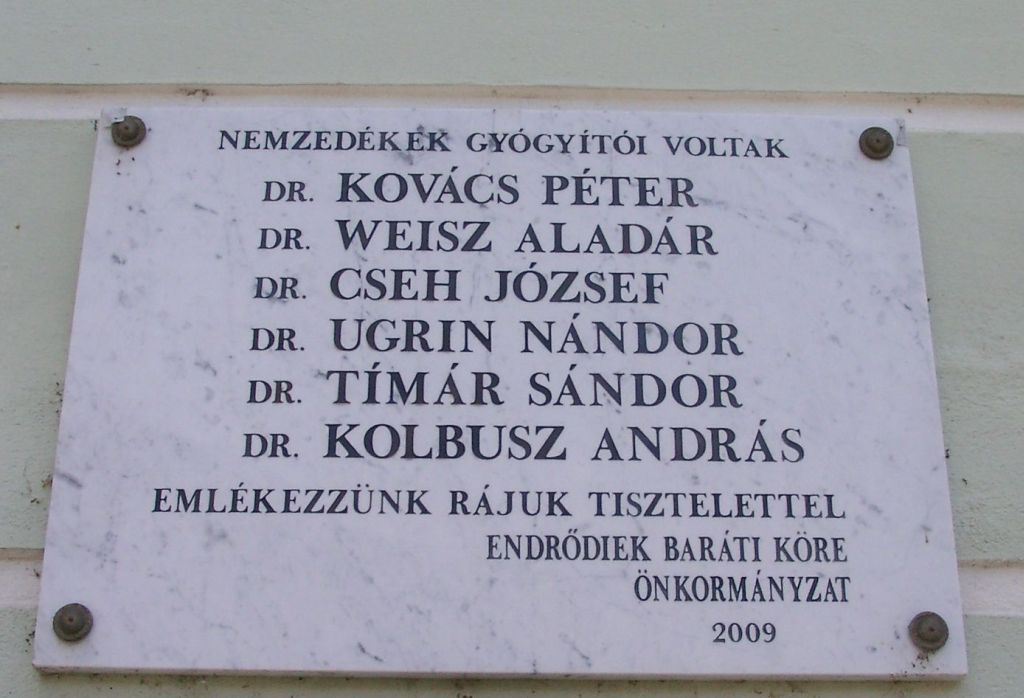 NEMZEDÉKEK GYÓGYÍTÓI VOLTAK
DR. KOVÁCS PÉTER
DR. WEISZ ALADÁR
DR. CSEH JÓZSEF
DR. UGRIN NÁNDOR
DR. TÍMÁR SÁNDOR
DR. KOLBUSZ ANDRÁS
EMLÉKEZZÜNK RÁJUK TISZTELETTEL
ENDRŐDIEK BARÁTI KÖRE
ÖNKORMÁNYZAT
2009